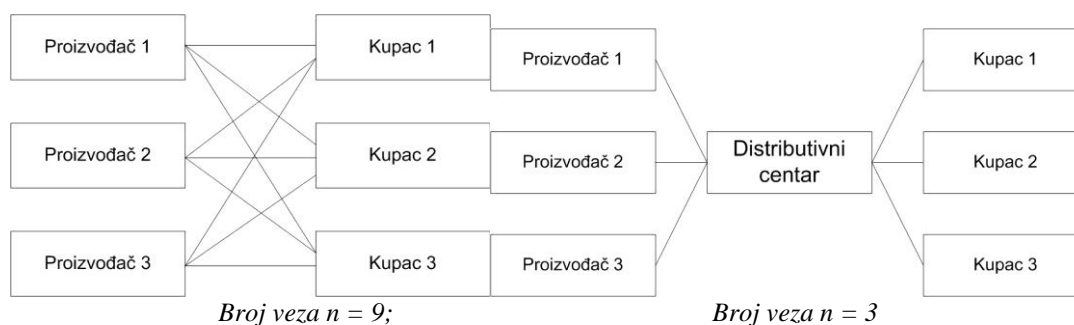 Proizvođač 1
Kupac 1
Proizvođač 2
Kupac 2
Proizvođač 3
Kupac 3
Broj veza n = 9;
Proizvođač 1
Kupac 1
Proizvođač 2
Distributivni
centar
Kupac 2
Proizvođač 3
Kupac 3
Broj veza n = 3